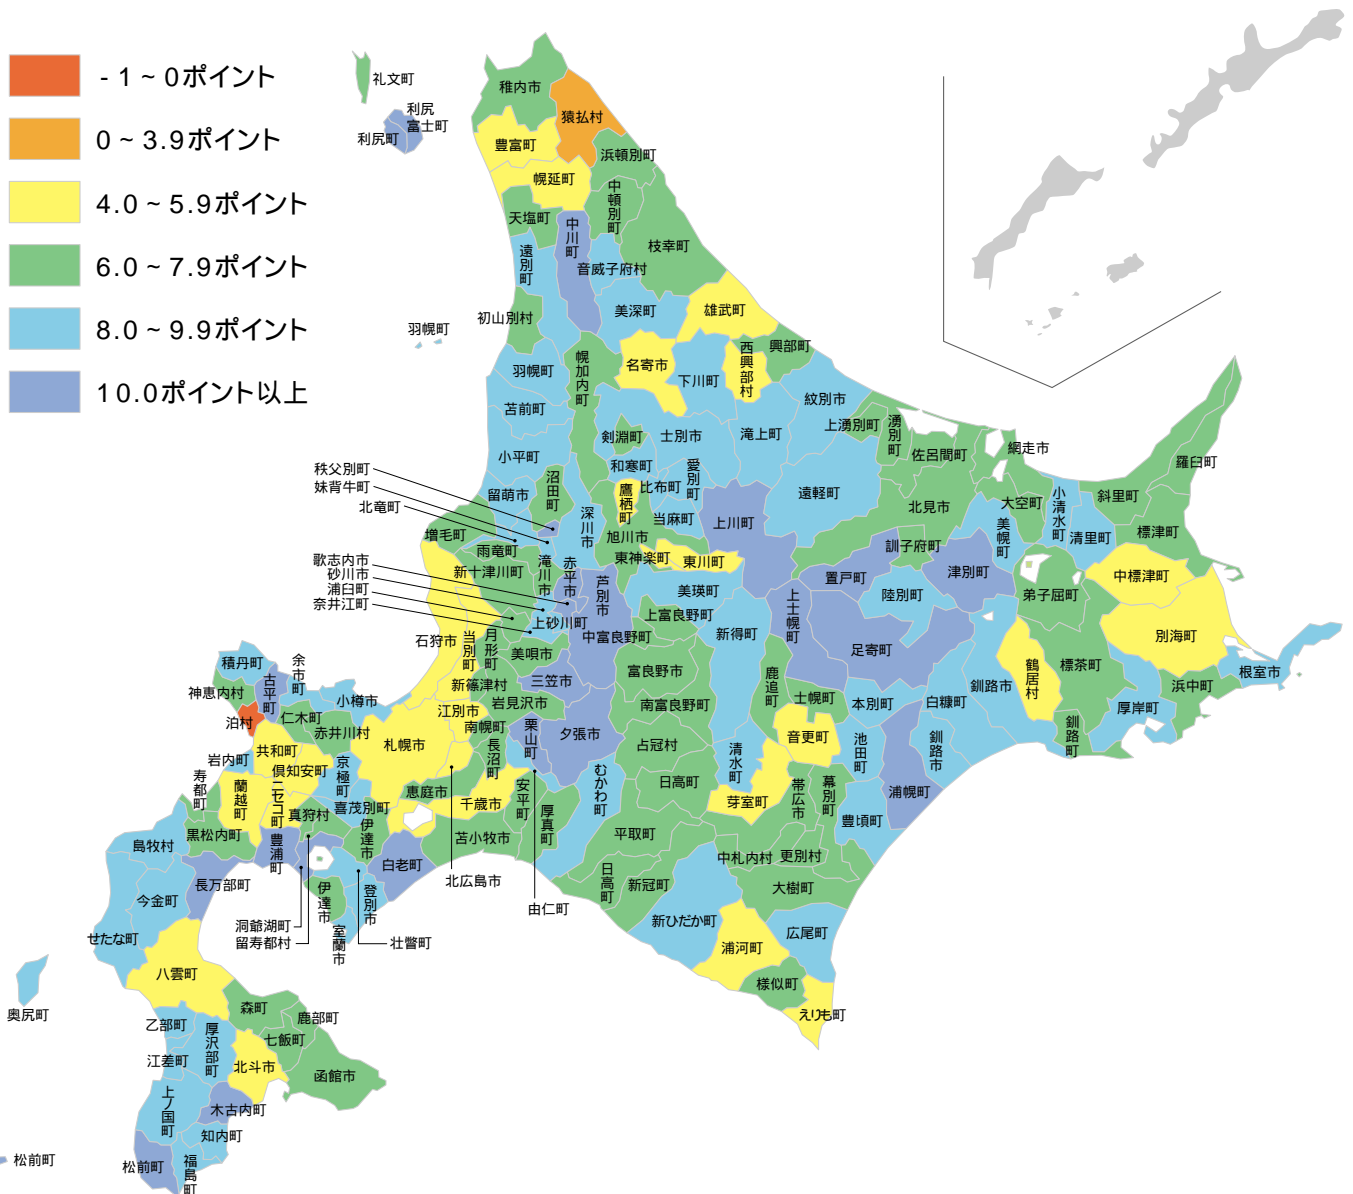 -1~0ポイント
0~3.9ポイント
4.0~5.9ポイント
6.0~7.9ポイント
8.0~9.9ポイント
10.0ポイント以上
礼文町
利尻富士町
利尻町
稚内市
猿払村
豊富町
浜頓別町
幌延町
中頓別町
天塩町
中川町
枝幸町
遠別町
音威子府村
美深町
雄武町
初山別村
羽幌町
羽幌町
幌加内町
名寄市
下川町
西興部村
興部町
紋別市
苫前町
剣淵町
士別市
滝上町
上湧別町
湧別町
佐呂間町
網走市
羅臼町
小平町
和寒町
愛別町
比布町
遠軽町
北見市
大空町
小清水町
斜里町
秩父別町
妹背牛町
北竜町
沼田町
留萌市
深川市
鷹栖町
当麻町
上川町
美幌町
清里町
標津町
増毛町
旭川市
訓子府町
雨竜町
東神楽町
東川町
津別町
中標津町
歌志内市
砂川市
浦臼町
奈井江町
新十津川町
滝川市
赤平市
芦別市
美瑛町
置戸町
陸別町
弟子屈町
上砂川町
上富良野町
上士幌町
別海町
石狩市
当別町
月形町
中富良野町
新得町
足寄町
美唄市
標茶町
鶴居村
積丹町
古平町
余市町
三笠市
富良野市
鹿追町
根室市
神恵内村
小樽市
新篠津村
岩見沢市
南富良野町
士幌町
本別町
白糠町
釧路市
浜中町
泊村
仁木町
赤井川村
江別市
南幌町
栗山町
夕張市
占冠村
音更町
厚岸町
釧路町
共和町
札幌市
長沼町
清水町
池田町
釧路市
岩内町
倶知安町
京極町
恵庭市
むかわ町
日高町
芽室町
帯広市
幕別町
浦幌町
寿都町
蘭越町
ニセコ町
真狩村
喜茂別町
千歳市
安平町
厚真町
豊頃町
黒松内町
伊達市
苫小牧市
平取町
島牧村
豊浦町
白老町
中札内村
更別村
長万部町
北広島市
日高町
新冠町
大樹町
今金町
伊達市
登別市
由仁町
洞爺湖町
留寿都村
室蘭市
壮瞥町
新ひだか町
広尾町
せたな町
浦河町
八雲町
様似町
奥尻町
森町
鹿部町
えりも町
乙部町
厚沢部町
七飯町
江差町
北斗市
函館市
上ノ国町
木古内町
知内町
松前町
松前町
福島町